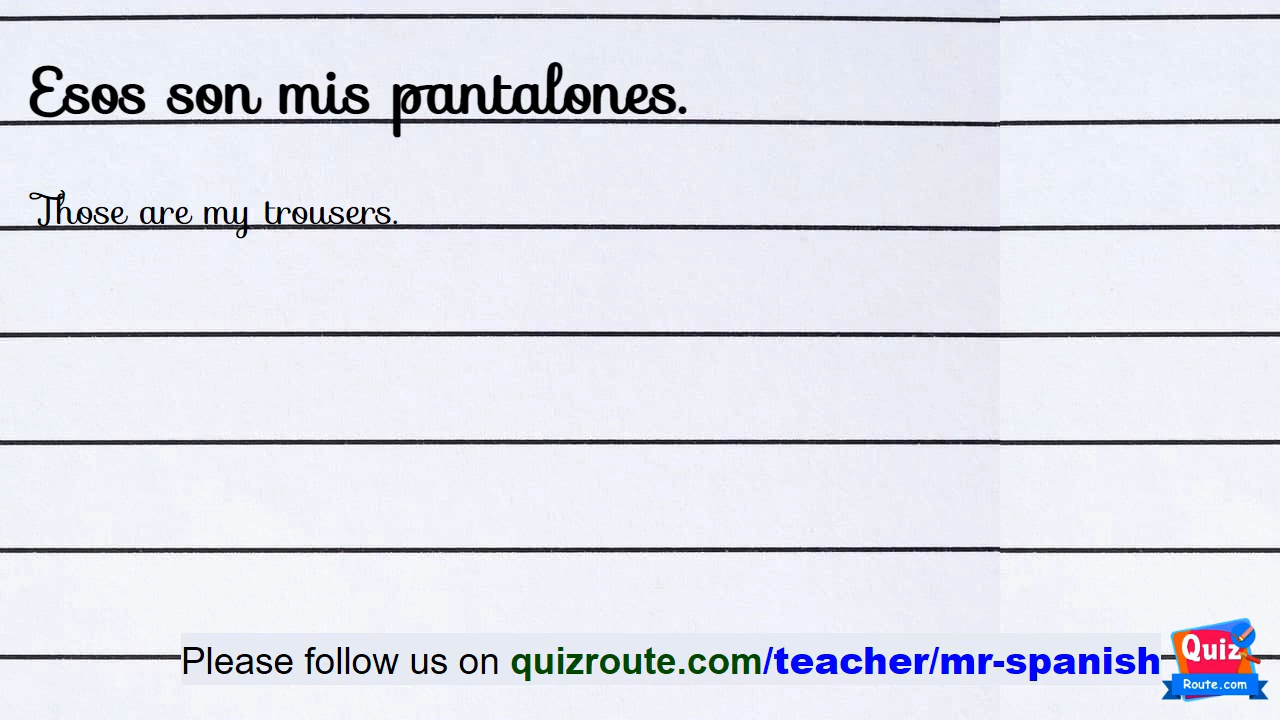 Esos son mis pantalones.
Those are my trousers.
Please follow us on quizroute.com/teacher/mr-spanish
Quiz
Route.com